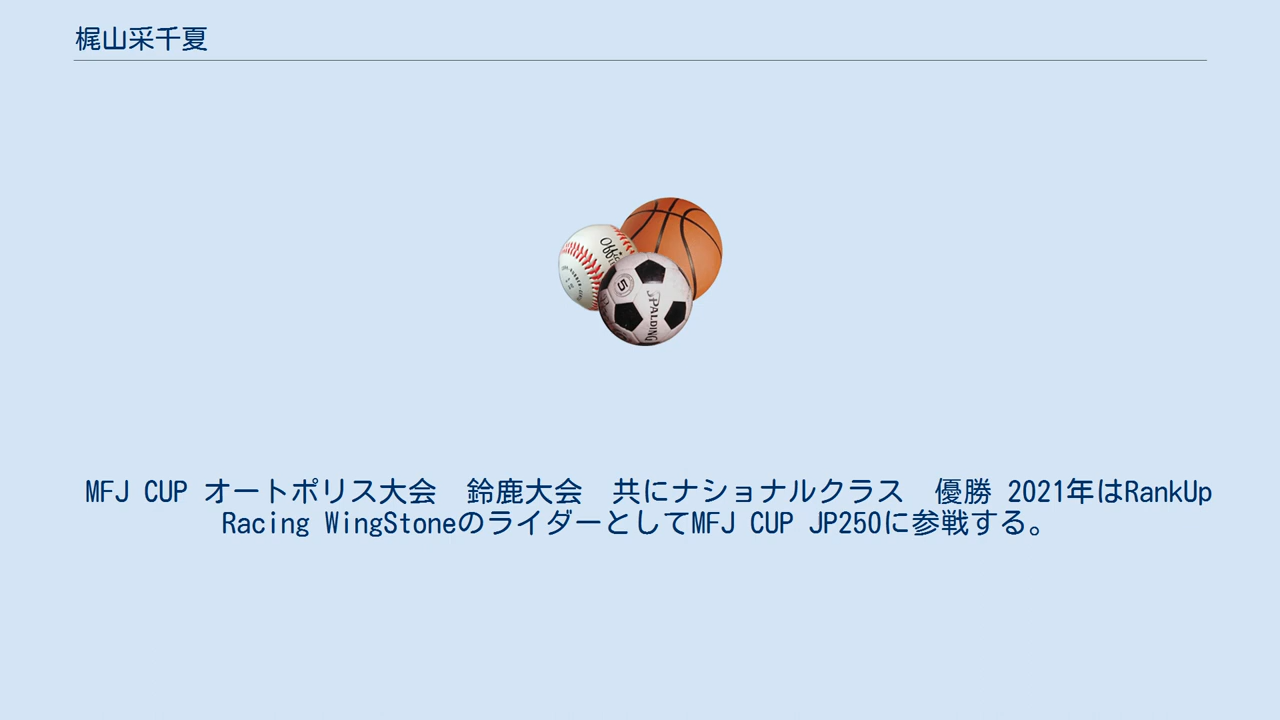 梶山采千夏
Offic
5
SPALDING
MFJ CUP オートポリス大会　鈴鹿大会　共にナショナルクラス　優勝 2021年はRankUp
Racing WingStoneのライダーとしてMFJ CUP JP250に参戦する。